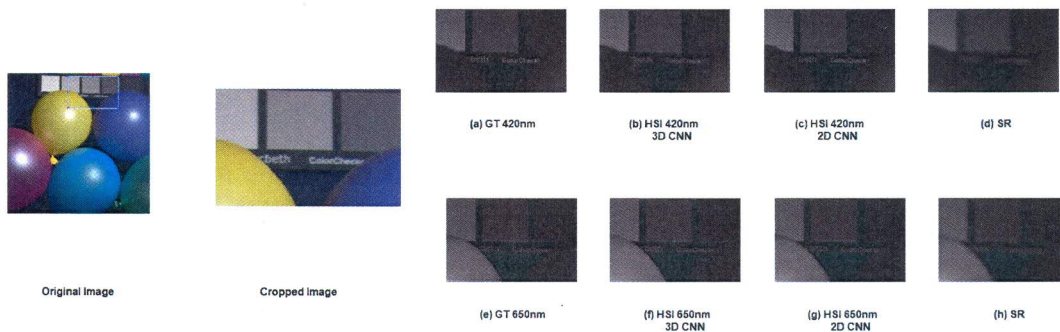 (a) GT 420nm
(b) HSI 420nm
3D CNN
(c) HSI 420nm
2D CNN
(d) SR
cbeth ColorChecker
Original Image
Cropped Image
(e) GT 650nm
(f) HSI 650nm
3D CNN
(g) HSI 650nm
2D CNN
(h) SR